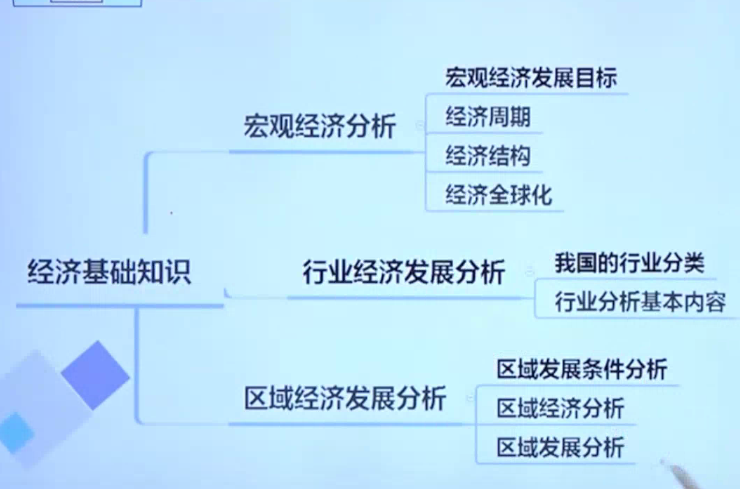 宏观经济发展目标
宏观经济分析
经济周期
经济结构
经济全球化
经济基础知识
行业经济发展分析
我国的行业分类
行业分析基本内容
区域经济发展分析
区域发展条件分析
区域经济分析
区域发展分析